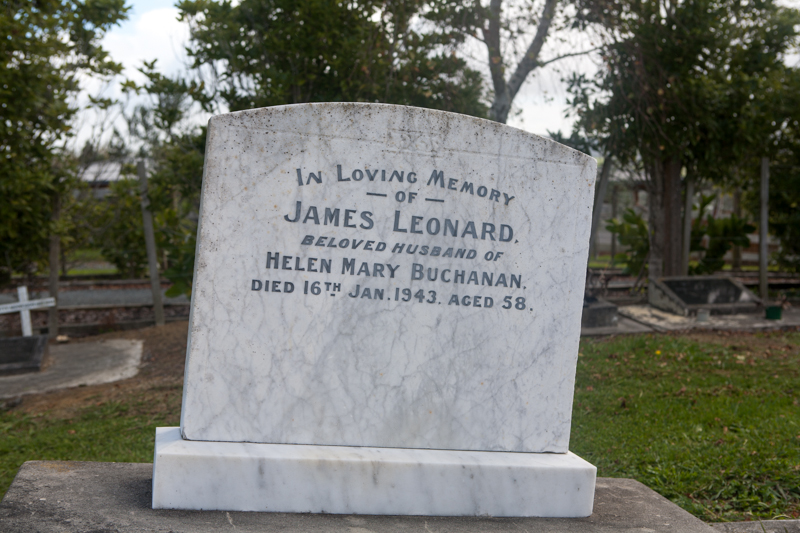 IN LOVING MEMORY
— OF —
JAMES LEONARD,
BELOVED HUSBAND OF
HELEN MARY BUCHANAN,
DIED 16TH JAN. 1943. AGED 58.